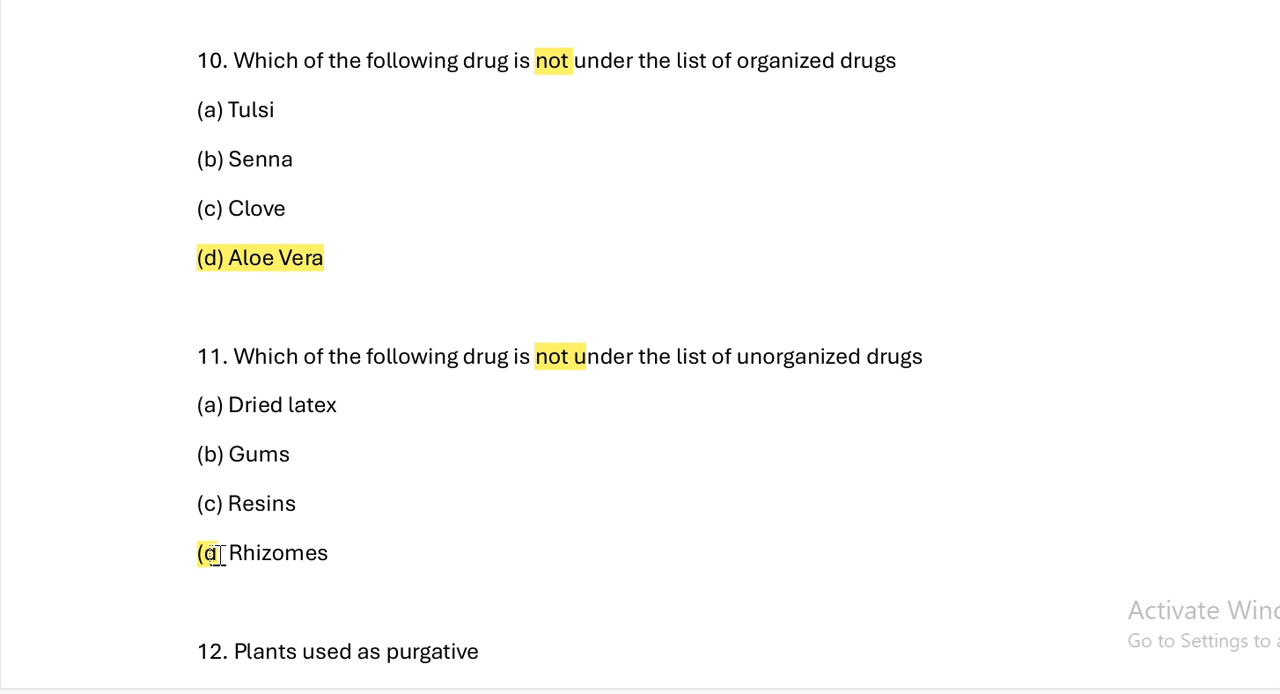 10. Which of the following drug is not under the list of organized drugs
(a) Tulsi
(b) Senna
(c) Clove
(d) Aloe Vera
11. Which of the following drug is not under the list of unorganized drugs
(a) Dried latex
(b) Gums
(c) Resins
(d Rhizomes
12. Plants used as purgative
Activate
Go to Settings to